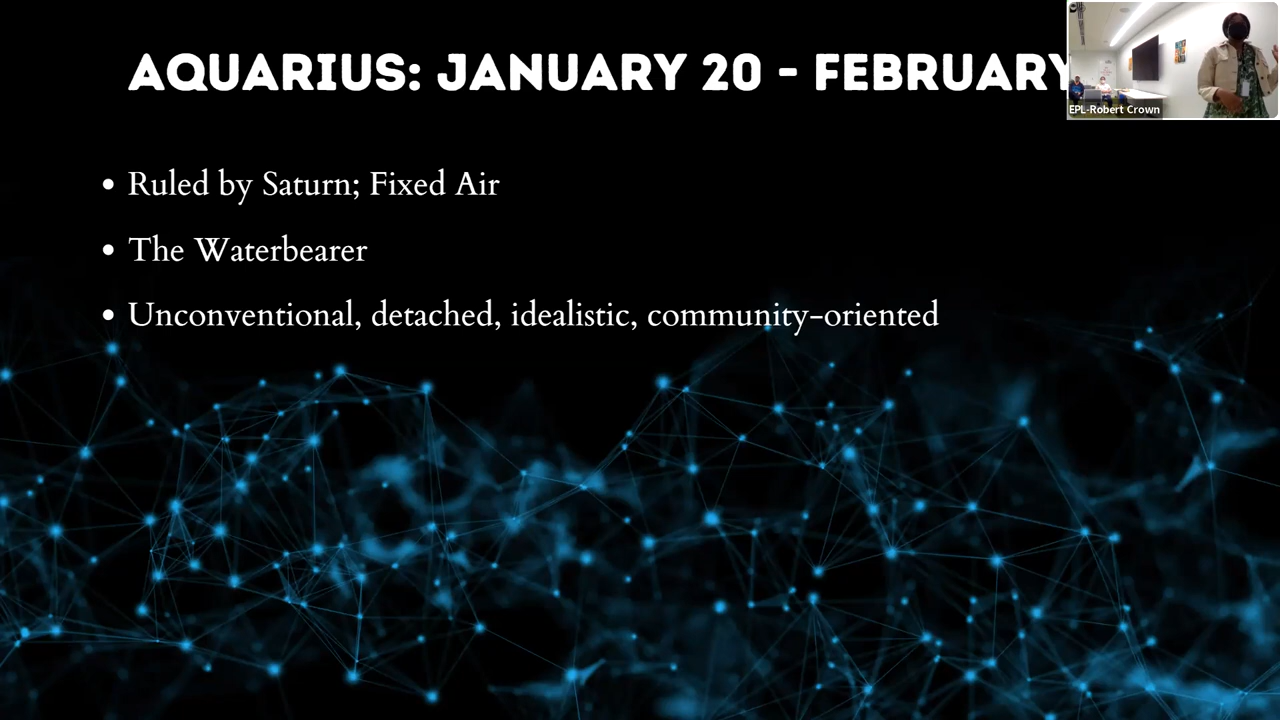 AQUARIUS: JANUARY 20 - FEBRUARY
EPL-Robert Crown
• Ruled by Saturn; Fixed Air
• The Waterbearer
• Unconventional, detached, idealistic, community-oriented